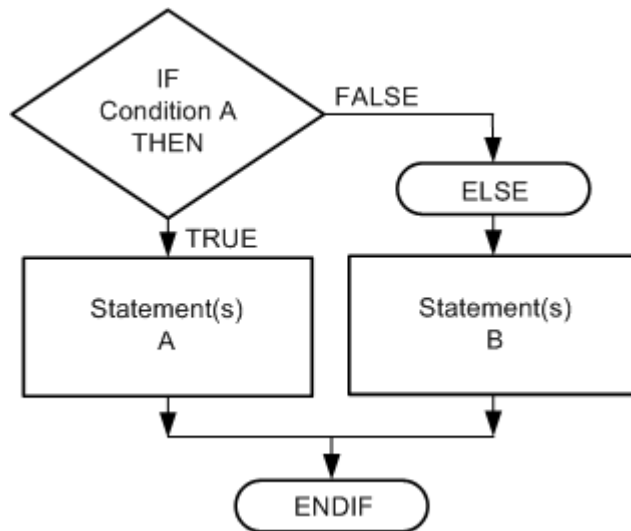 IF
Condition A
THEN
FALSE
ELSE
TRUE
Statement(s)
A
Statement(s)
B
ENDIF